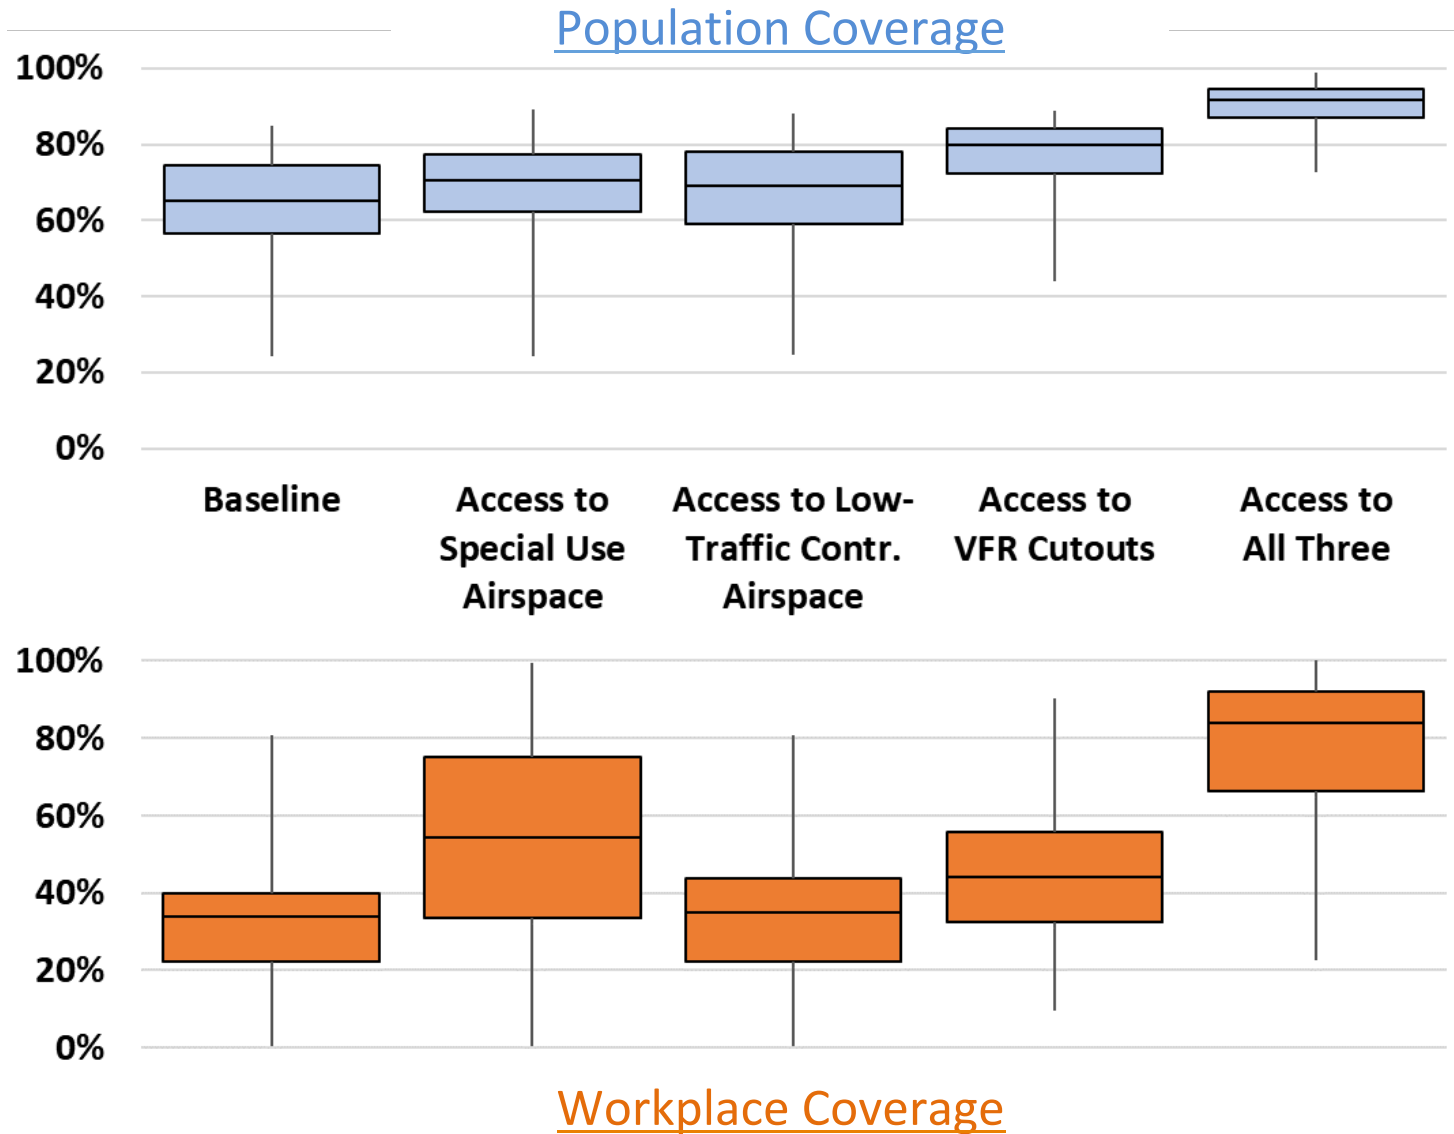 Population Coverage
100%
80%
60%
40%
20%
0%
Baseline
Access to
Special Use
Airspace
Access to Low-
Traffic Contr.
Airspace
Access to
VFR Cutouts
Access to
All Three
100%
80%
60%
40%
20%
0%
Workplace Coverage